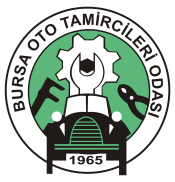 BURSA OTO TAMİRCİLERİ ODASI
1965